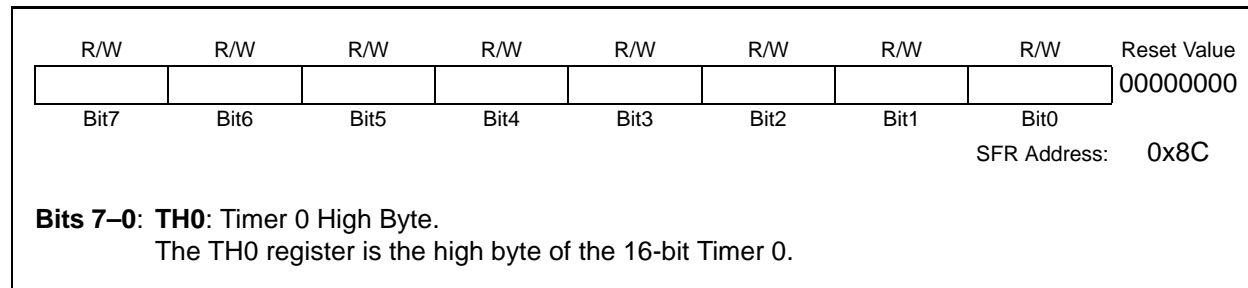 R/W R/W R/W R/W R/W R/W R/W R/W Reset Value
00000000
Bit7 Bit6 Bit5 Bit4 Bit3 Bit2 Bit1 Bit0
SFR Address: 0x8C
Bits 7–0: TH0: Timer 0 High Byte.
The TH0 register is the high byte of the 16-bit Timer 0.